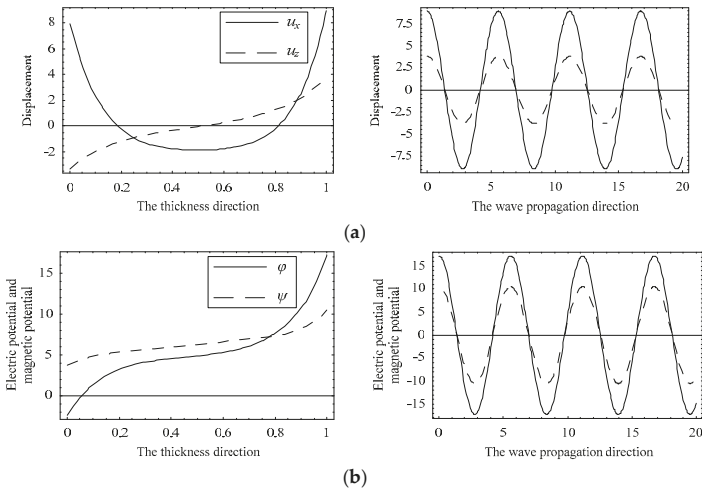 8
6
4
2
0
-2
Displacement
u_x
u_z
0 0.2 0.4 0.6 0.8 1
The thickness direction
7.5
5
2.5
0
-2.5
-5
-7.5
Displacement
0 5 10 15 20
The wave propagation direction
(a)
15
10
5
0
Electric potential and
magnetic potential
φ
ψ
0 0.2 0.4 0.6 0.8 1
The thickness direction
15
10
5
0
-5
-10
-15
Electric potential and
magnetic potential
0 5 10 15 20
The wave propagation direction
(b)